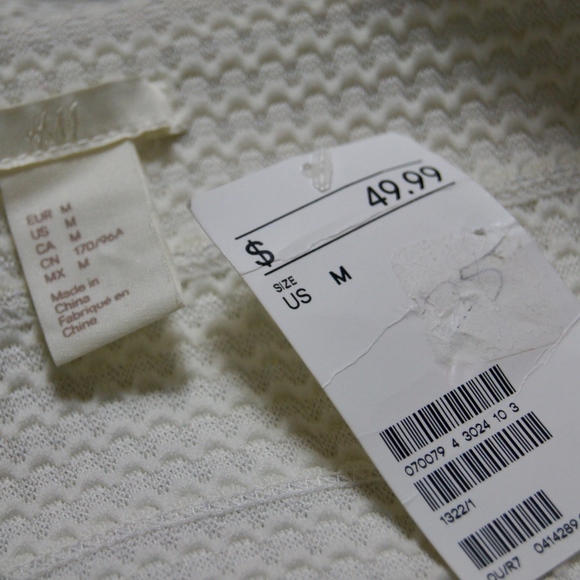 H&M
EUR M
US M
CA M
CN 170/96A
MX M
Made in
China
Fabriqué en
Chine
49.99
$
SIZE
US M
070079 4 3024 10 3
1322/1
0414289